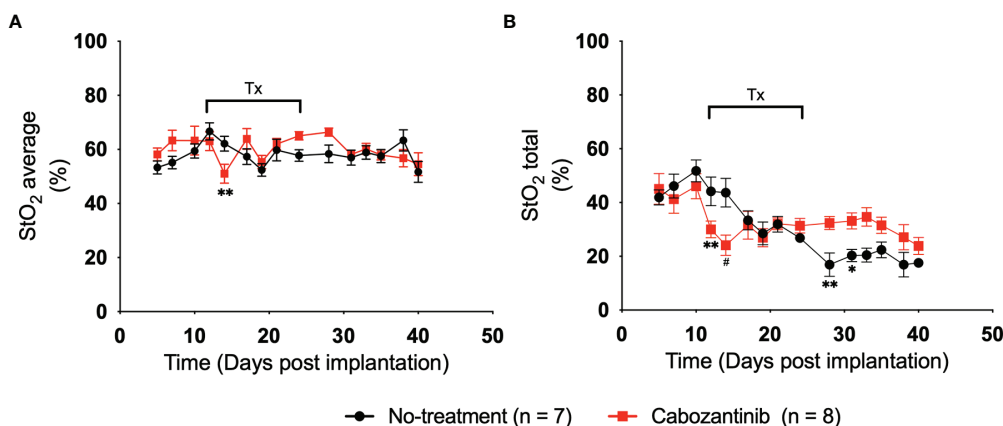 A
B
100
80
60
40
20
0
StO₂ average
(%)
Tx
**
0 10 20 30 40 50
Time (Days post implantation)
100
80
60
40
20
0
StO₂ total
(%)
Tx
**
#
**
*
0 10 20 30 40 50
Time (Days post implantation)
No-treatment (n = 7) Cabozantinib (n = 8)